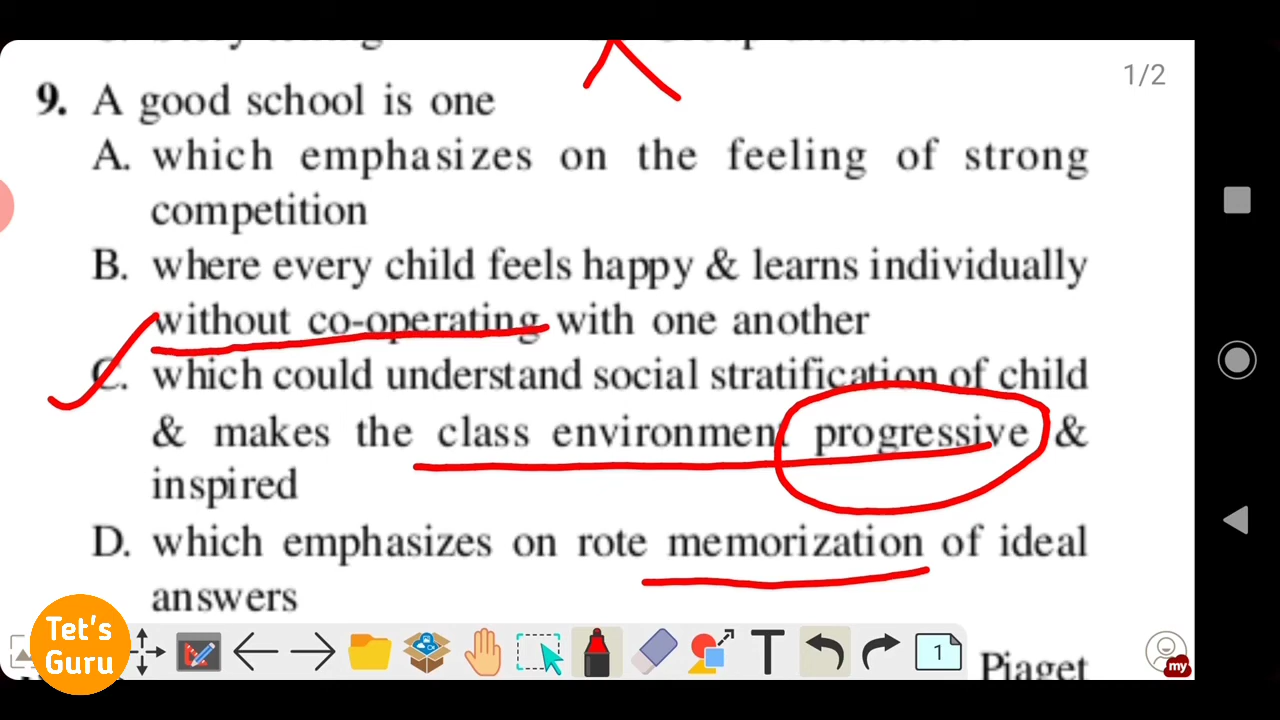 1/2
9. A good school is one
A. which emphasizes on the feeling of strong
competition
B. where every child feels happy & learns individually
without co-operating with one another
C. which could understand social stratification of child
& makes the class environment progressive &
inspired
D. which emphasizes on rote memorization of ideal
answers
Tet's
Guru
T
1
my
Piaget